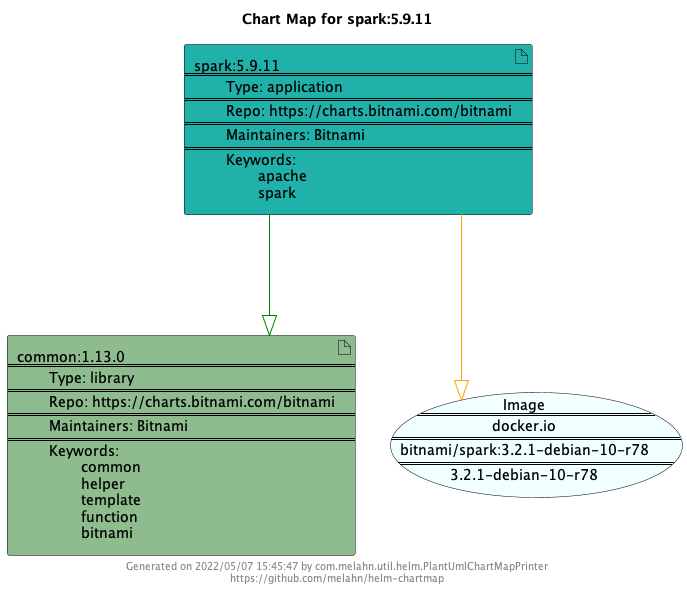 Chart Map for spark:5.9.11
spark:5.9.11
Type: application
Repo: https://charts.bitnami.com/bitnami
Maintainers: Bitnami
Keywords:
apache
spark
common:1.13.0
Type: library
Repo: https://charts.bitnami.com/bitnami
Maintainers: Bitnami
Keywords:
common
helper
template
function
bitnami
Image
docker.io
bitnami/spark:3.2.1-debian-10-r78
3.2.1-debian-10-r78
Generated on 2022/05/07 15:45:47 by com.melahn.util.helm.PlantUmlChartMapPrinter
https://github.com/melahn/helm-chartmap